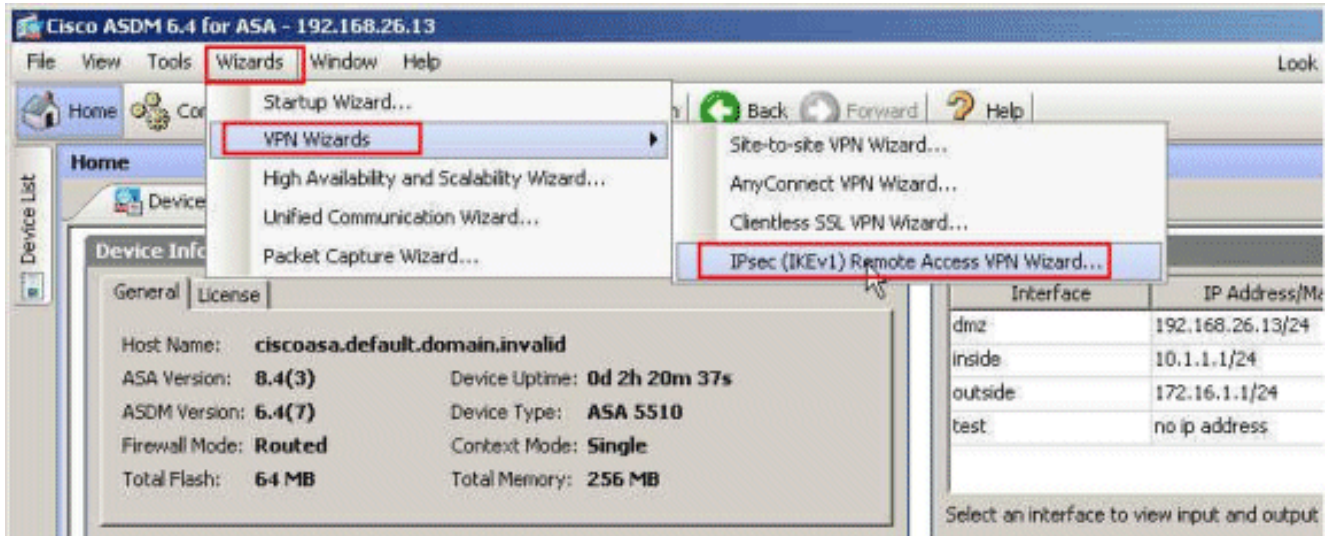 Cisco ASDM 6.4 for ASA - 192.168.26.13
File View Tools Wizards Window Help Look
Home Back Forward Help
Startup Wizard...
VPN Wizards
High Availability and Scalability Wizard...
Unified Communication Wizard...
Packet Capture Wizard...
Site-to-site VPN Wizard...
AnyConnect VPN Wizard...
Clientless SSL VPN Wizard...
IPsec (IKEv1) Remote Access VPN Wizard...
Device List
Home
Device
Device Info
General License
Host Name: ciscoasa.default.domain.invalid
ASA Version: 8.4(3) Device Uptime: 0d 2h 20m 37s
ASDM Version: 6.4(7) Device Type: ASA 5510
Firewall Mode: Routed Context Mode: Single
Total Flash: 64 MB Total Memory: 256 MB
Interface IP Address/Ma
dmz 192.168.26.13/24
inside 10.1.1.1/24
outside 172.16.1.1/24
test no ip address
Select an interface to view input and output